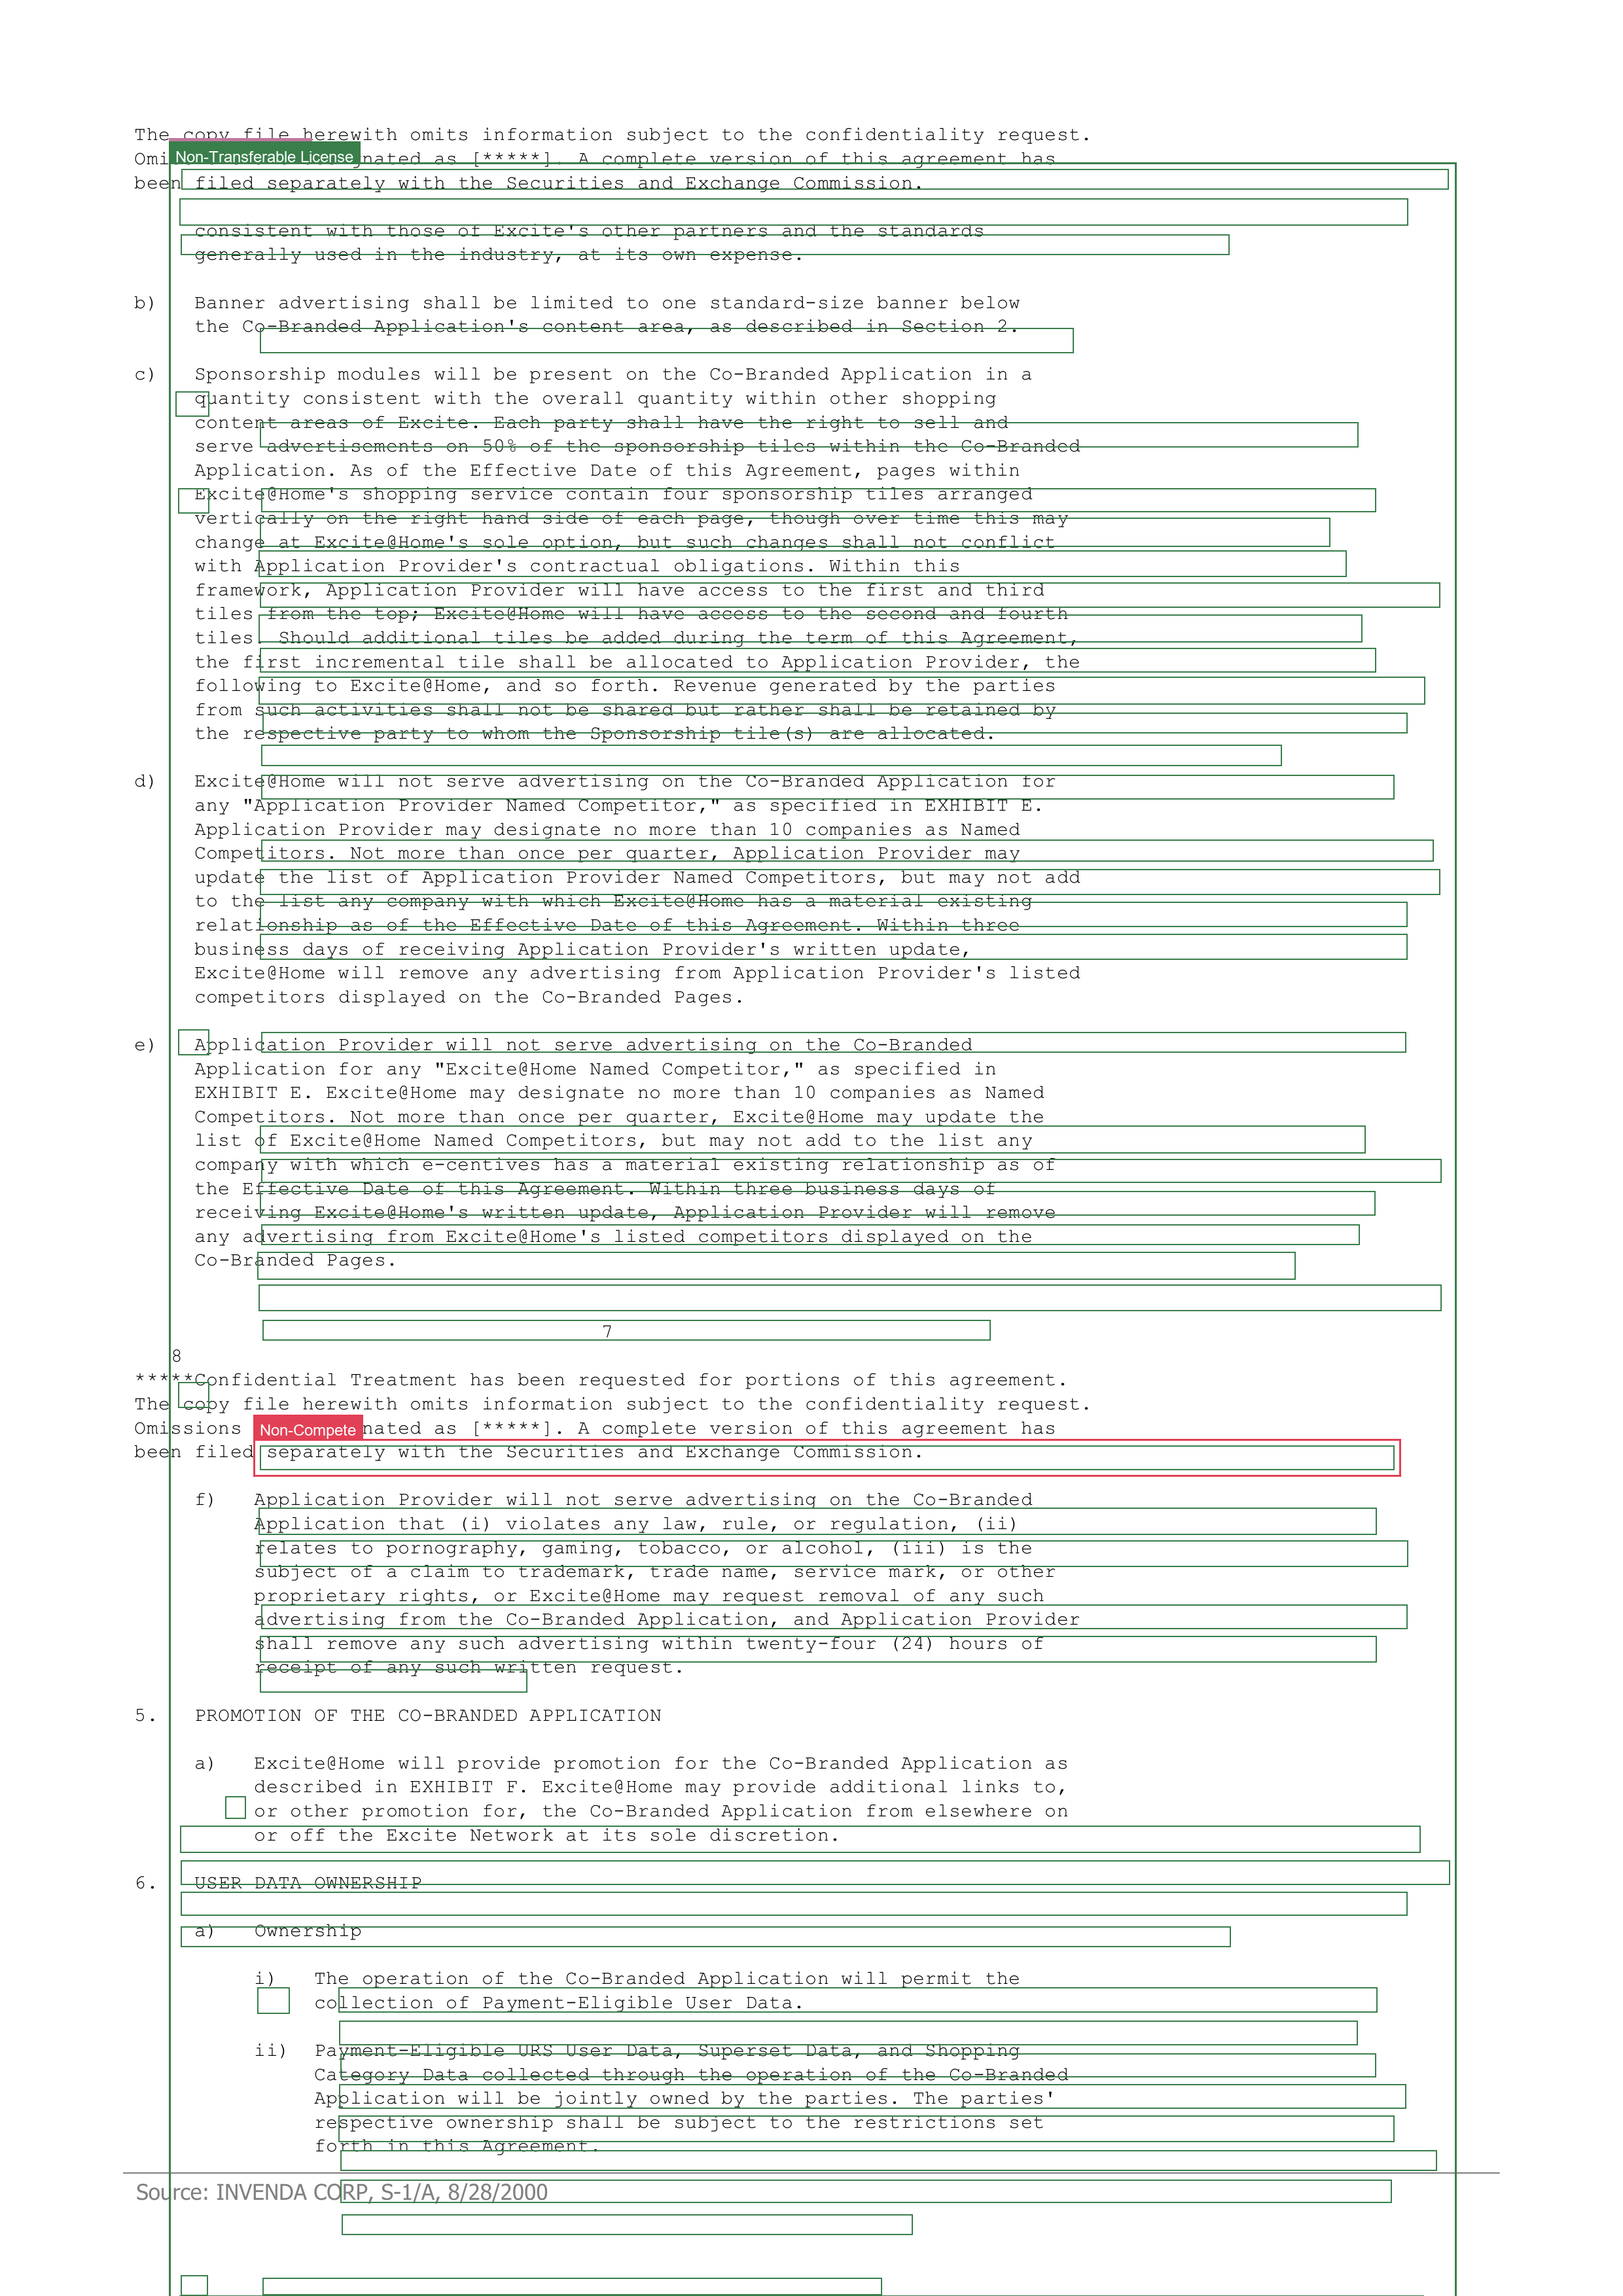 The copy file herewith omits information subject to the confidentiality request.
Non-Transferable License
Omi nated as [*****]. A complete version of this agreement has
been filed separately with the Securities and Exchange Commission.
consistent with those of Excite's other partners and the standards
generally used in the industry, at its own expense.
b) Banner advertising shall be limited to one standard-size banner below
the Co-Branded Application's content area, as described in Section 2.
c) Sponsorship modules will be present on the Co-Branded Application in a
quantity consistent with the overall quantity within other shopping
content areas of Excite. Each party shall have the right to sell and
serve advertisements on 50% of the sponsorship tiles within the Co-Branded
Application. As of the Effective Date of this Agreement, pages within
Excite@Home's shopping service contain four sponsorship tiles arranged
vertically on the right hand side of each page, though over time this may
change at Excite@Home's sole option, but such changes shall not conflict
with Application Provider's contractual obligations. Within this
framework, Application Provider will have access to the first and third
tiles from the top; Excite@Home will have access to the second and fourth
tiles. Should additional tiles be added during the term of this Agreement,
the first incremental tile shall be allocated to Application Provider, the
following to Excite@Home, and so forth. Revenue generated by the parties
from such activities shall not be shared but rather shall be retained by
the respective party to whom the Sponsorship tile(s) are allocated.
d) Excite@Home will not serve advertising on the Co-Branded Application for
any "Application Provider Named Competitor," as specified in EXHIBIT E.
Application Provider may designate no more than 10 companies as Named
Competitors. Not more than once per quarter, Application Provider may
update the list of Application Provider Named Competitors, but may not add
to the list any company with which Excite@Home has a material existing
relationship as of the Effective Date of this Agreement. Within three
business days of receiving Application Provider's written update,
Excite@Home will remove any advertising from Application Provider's listed
competitors displayed on the Co-Branded Pages.
e) Application Provider will not serve advertising on the Co-Branded
Application for any "Excite@Home Named Competitor," as specified in
EXHIBIT E. Excite@Home may designate no more than 10 companies as Named
Competitors. Not more than once per quarter, Excite@Home may update the
list of Excite@Home Named Competitors, but may not add to the list any
company with which e-centives has a material existing relationship as of
the Effective Date of this Agreement. Within three business days of
receiving Excite@Home's written update, Application Provider will remove
any advertising from Excite@Home's listed competitors displayed on the
Co-Branded Pages.
7
8
*****Confidential Treatment has been requested for portions of this agreement.
The copy file herewith omits information subject to the confidentiality request.
Omissions Non-Compete nated as [*****]. A complete version of this agreement has
been filed separately with the Securities and Exchange Commission.
f) Application Provider will not serve advertising on the Co-Branded
Application that (i) violates any law, rule, or regulation, (ii)
relates to pornography, gaming, tobacco, or alcohol, (iii) is the
subject of a claim to trademark, trade name, service mark, or other
proprietary rights, or Excite@Home may request removal of any such
advertising from the Co-Branded Application, and Application Provider
shall remove any such advertising within twenty-four (24) hours of
receipt of any such written request.
5. PROMOTION OF THE CO-BRANDED APPLICATION
a) Excite@Home will provide promotion for the Co-Branded Application as
described in EXHIBIT F. Excite@Home may provide additional links to,
or other promotion for, the Co-Branded Application from elsewhere on
or off the Excite Network at its sole discretion.
6. USER DATA OWNERSHIP
a) Ownership
i) The operation of the Co-Branded Application will permit the
collection of Payment-Eligible User Data.
ii) Payment-Eligible URS User Data, Superset Data, and Shopping
Category Data collected through the operation of the Co-Branded
Application will be jointly owned by the parties. The parties'
respective ownership shall be subject to the restrictions set
forth in this Agreement.
Source: INVENDA CORP, S-1/A, 8/28/2000